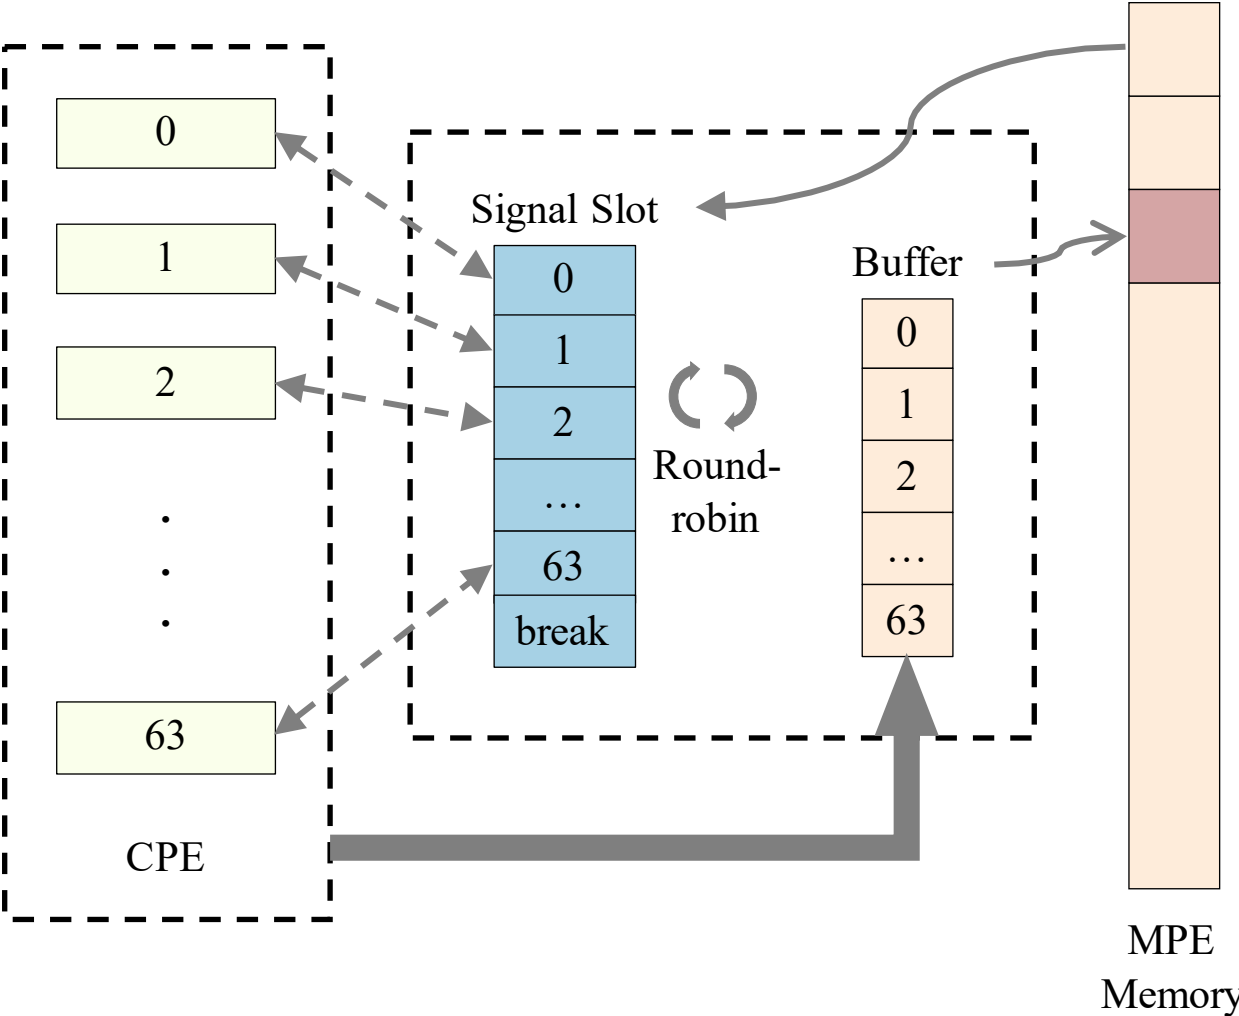 0
1
2
.
.
.
63
CPE
Signal Slot
0
1
2
...
63
break
Round-
robin
Buffer
0
1
2
...
63
MPE
Memory